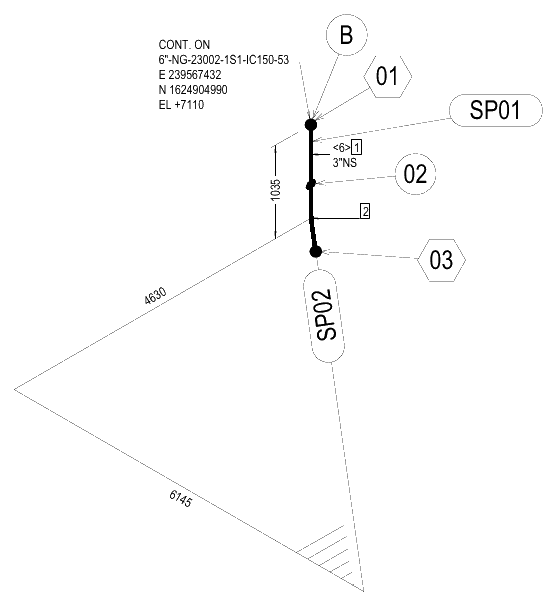 B
CONT. ON
6"-NG-23002-1S1-IC150-53
E 239567432
N 1624904990
EL +7110
01
SP01
<6> 1
3"NS
02
1035
2
03
4630
SP02
6145